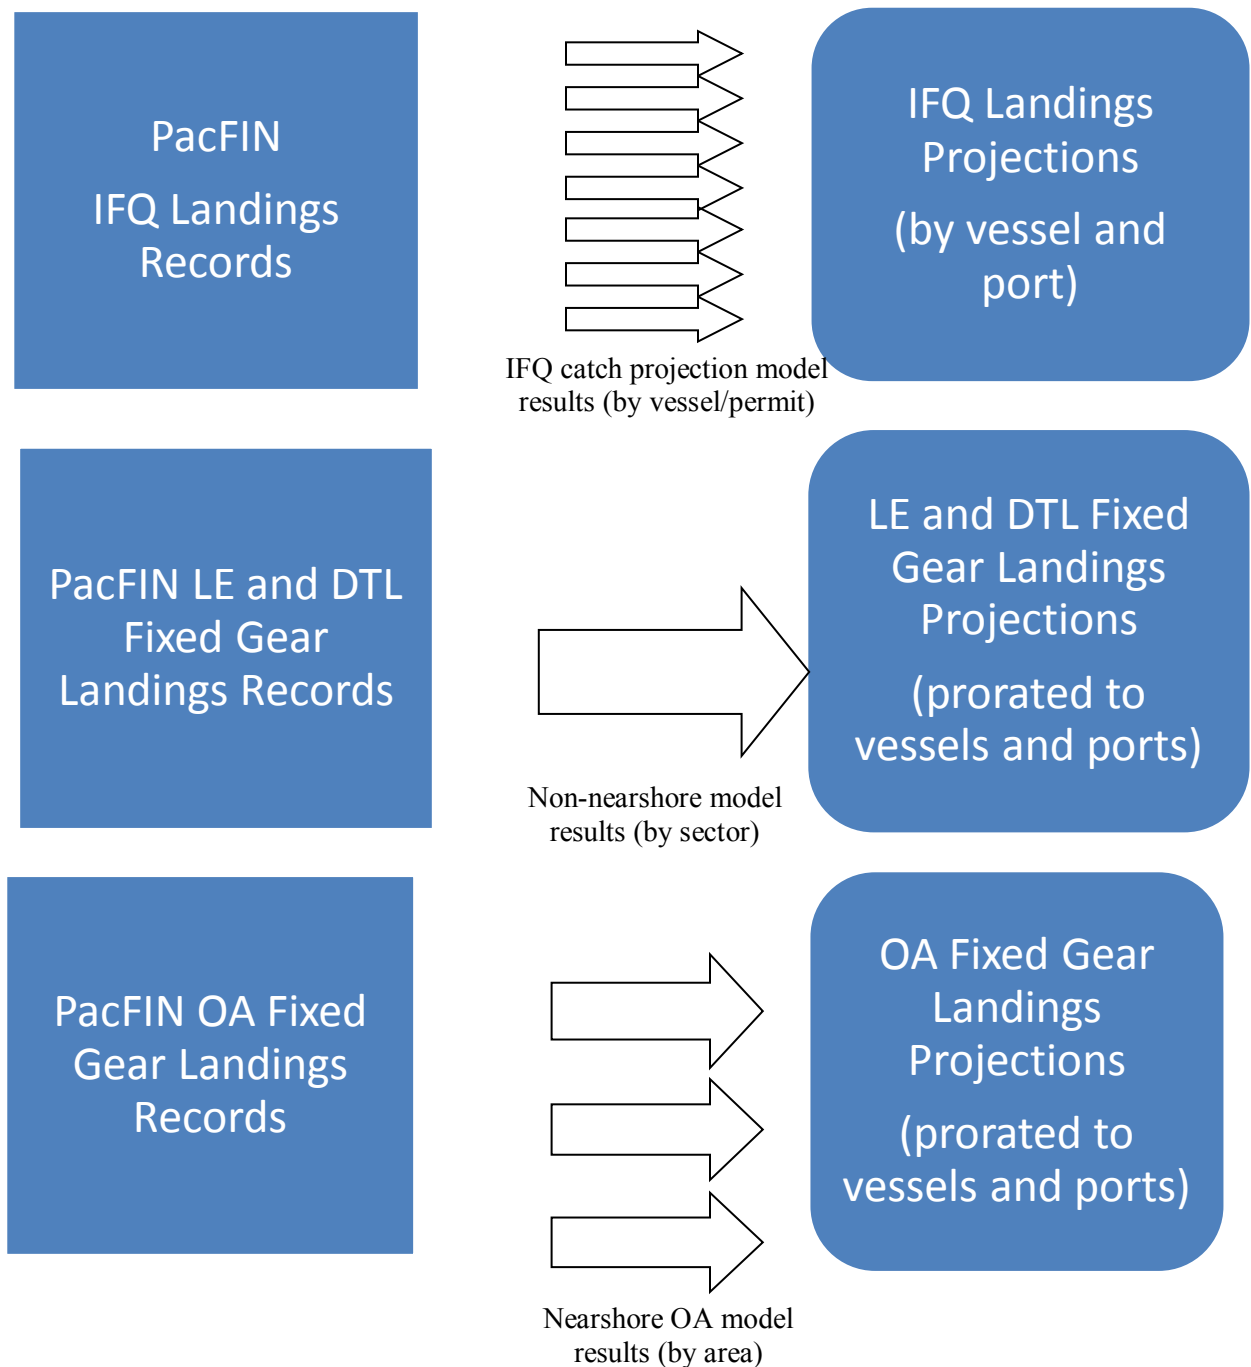 PacFIN
IFQ Landings
Records
IFQ catch projection model
results (by vessel/permit)
IFQ Landings
Projections
(by vessel and
port)
PacFIN LE and DTL
Fixed Gear
Landings Records
Non-nearshore model
results (by sector)
LE and DTL Fixed
Gear Landings
Projections
(prorated to
vessels and ports)
PacFIN OA Fixed
Gear Landings
Records
Nearshore OA model
results (by area)
OA Fixed Gear
Landings
Projections
(prorated to
vessels and ports)